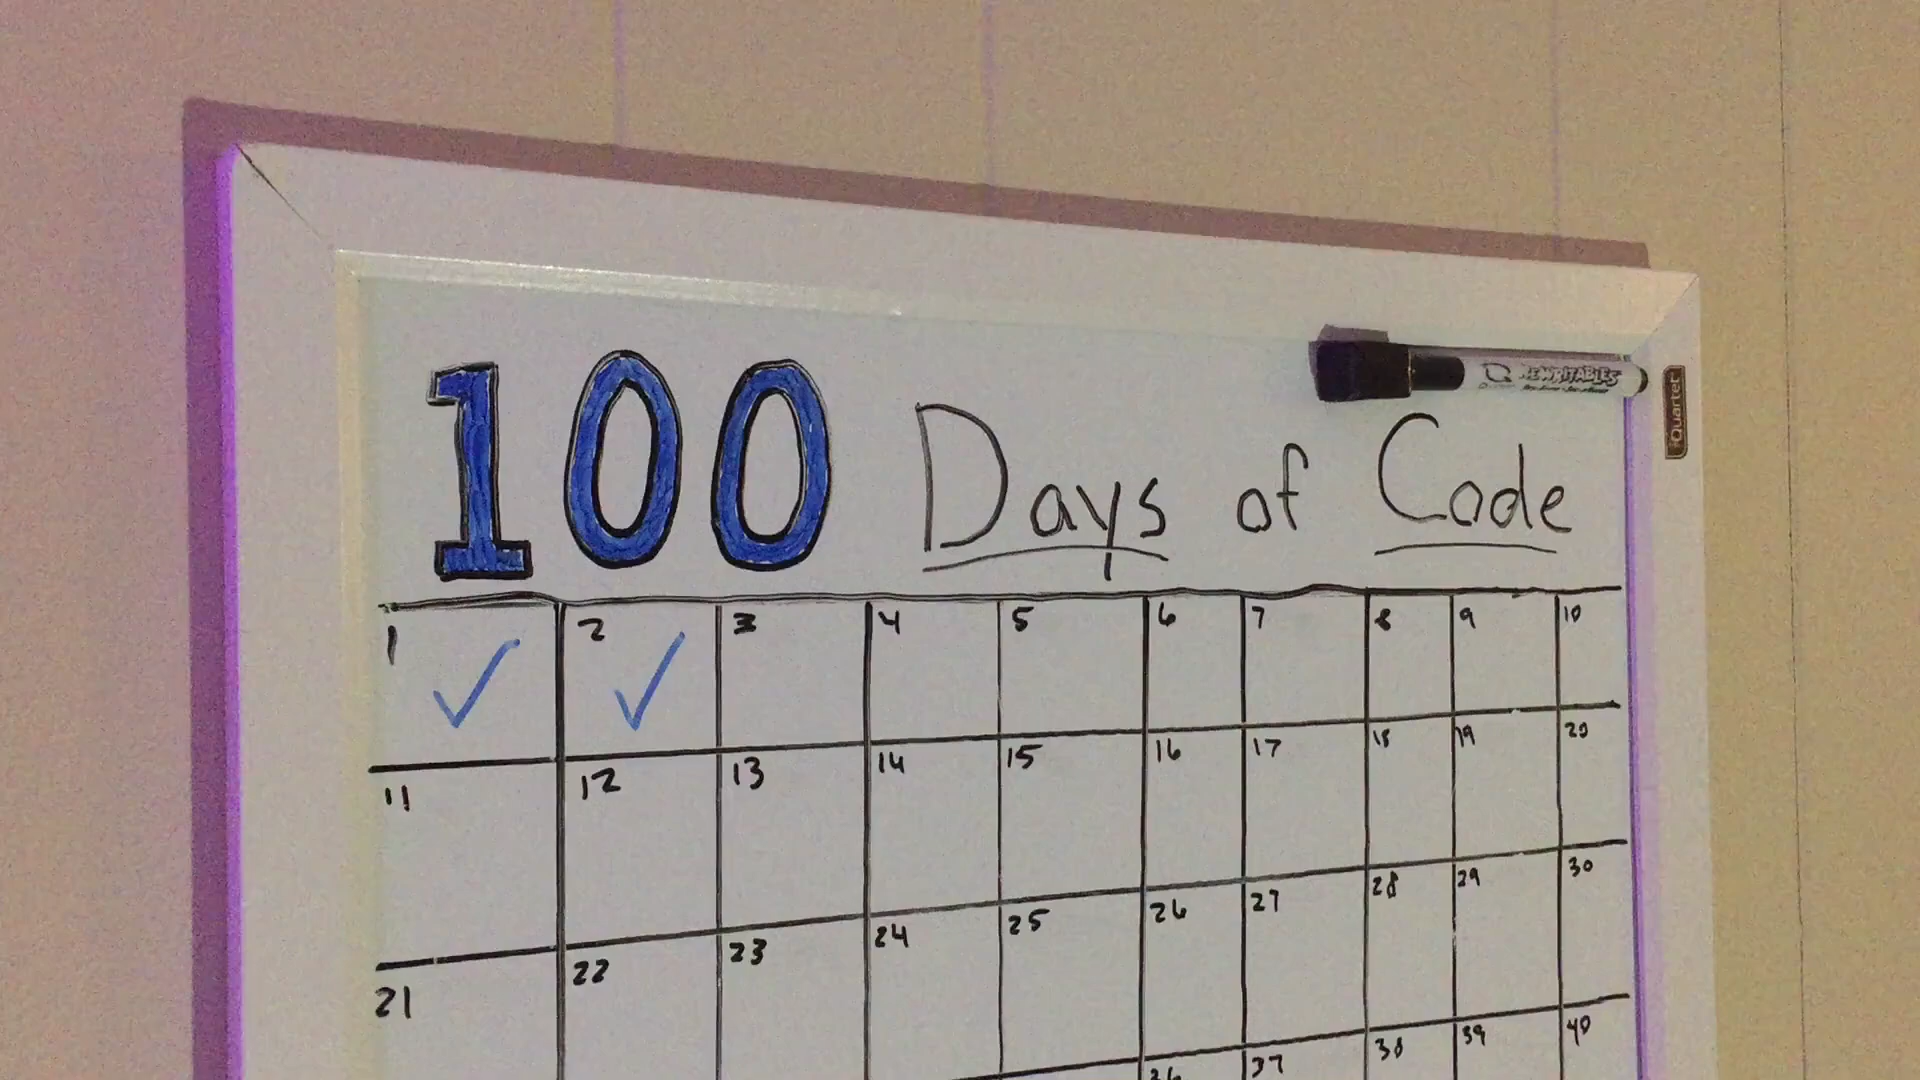 REWRITABLES
Quartet
100 Days of Code
1 ✓ 2 ✓ 3 4 5 6 7 8 9 10
11 12 13 14 15 16 17 18 19 20
21 22 23 24 25 26 27 28 29 30
36 37 38 39 40